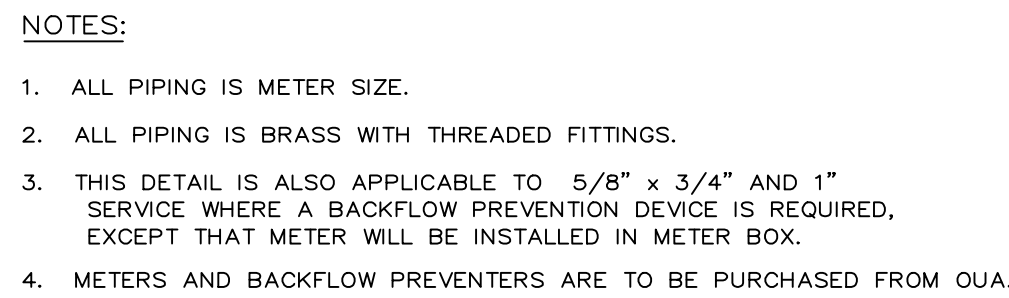 NOTES:
1. ALL PIPING IS METER SIZE.
2. ALL PIPING IS BRASS WITH THREADED FITTINGS.
3. THIS DETAIL IS ALSO APPLICABLE TO 5/8" x 3/4" AND 1"
SERVICE WHERE A BACKFLOW PREVENTION DEVICE IS REQUIRED,
EXCEPT THAT METER WILL BE INSTALLED IN METER BOX.
4. METERS AND BACKFLOW PREVENTERS ARE TO BE PURCHASED FROM OUA.